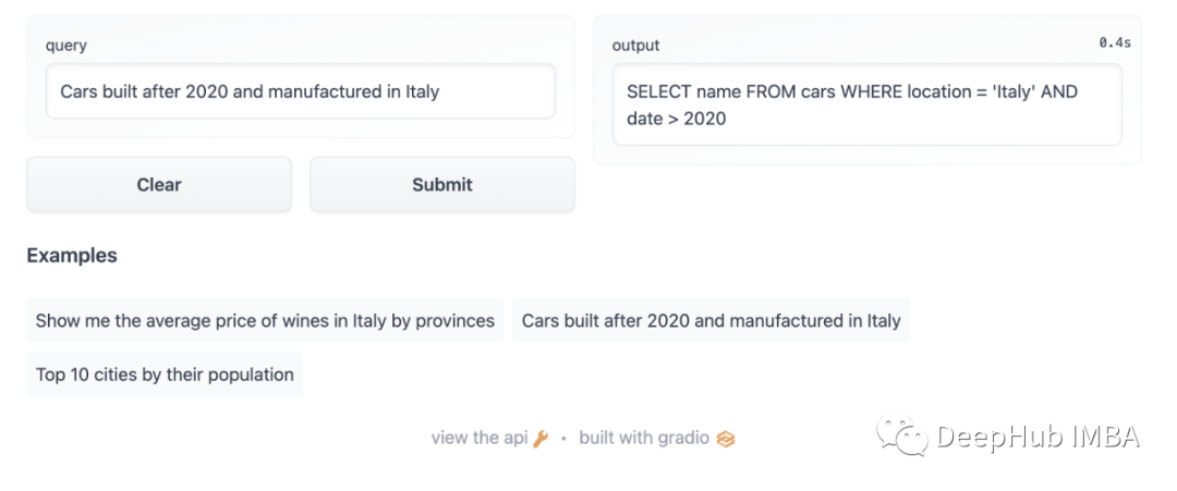 query
Cars built after 2020 and manufactured in Italy
output
0.4s
SELECT name FROM cars WHERE location = 'Italy' AND
date > 2020
Clear
Submit
Examples
Show me the average price of wines in Italy by provinces
Cars built after 2020 and manufactured in Italy
Top 10 cities by their population
view the api · built with gradio
DeepHub IMBA